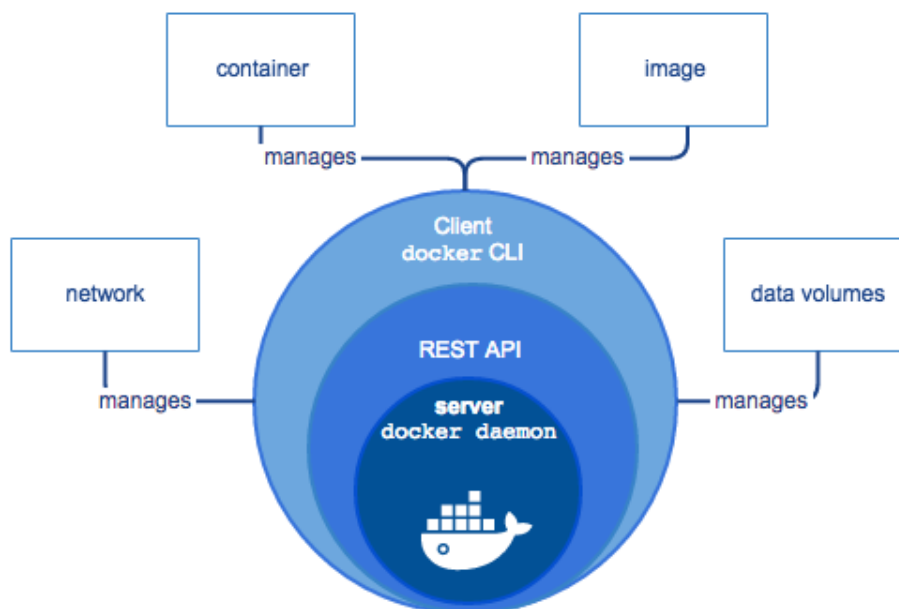 container
image
manages
manages
Client
docker CLI
network
data volumes
REST API
manages
manages
server
docker daemon